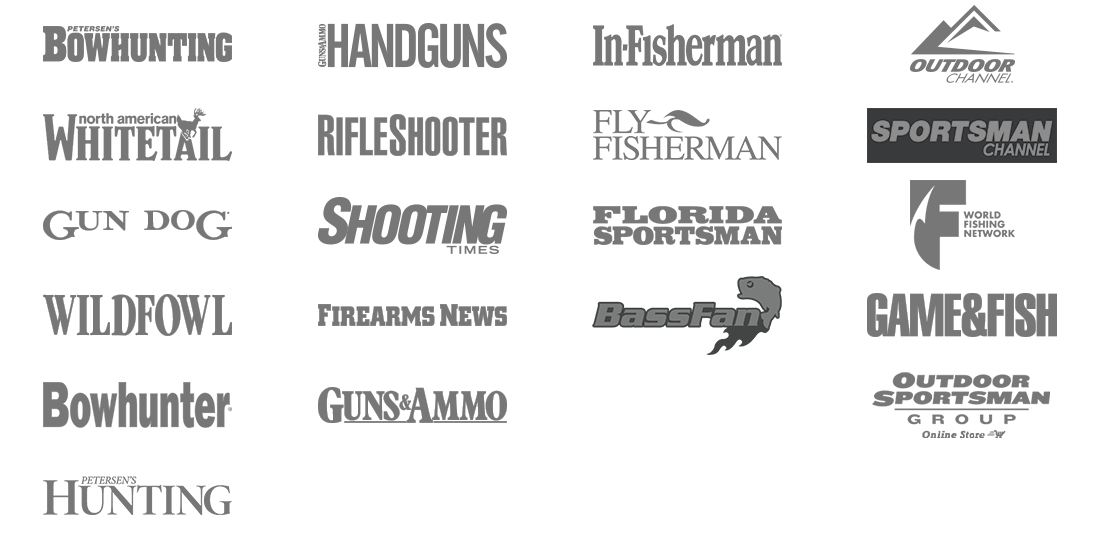 PETERSEN'S
BOWHUNTING
north american
WHITETAIL
GUN DOG
WILDFOWL
Bowhunter
PETERSEN'S
HUNTING
GUNS&AMMO
HANDGUNS
RIFLESHOOTER
SHOOTING
TIMES
FIREARMS NEWS
GUNS&AMMO
In-Fisherman
FLY
FISHERMAN
FLORIDA
SPORTSMAN
BassFan
OUTDOOR
CHANNEL
SPORTSMAN
CHANNEL
WORLD
FISHING
NETWORK
GAME&FISH
OUTDOOR
SPORTSMAN
GROUP
Online Store